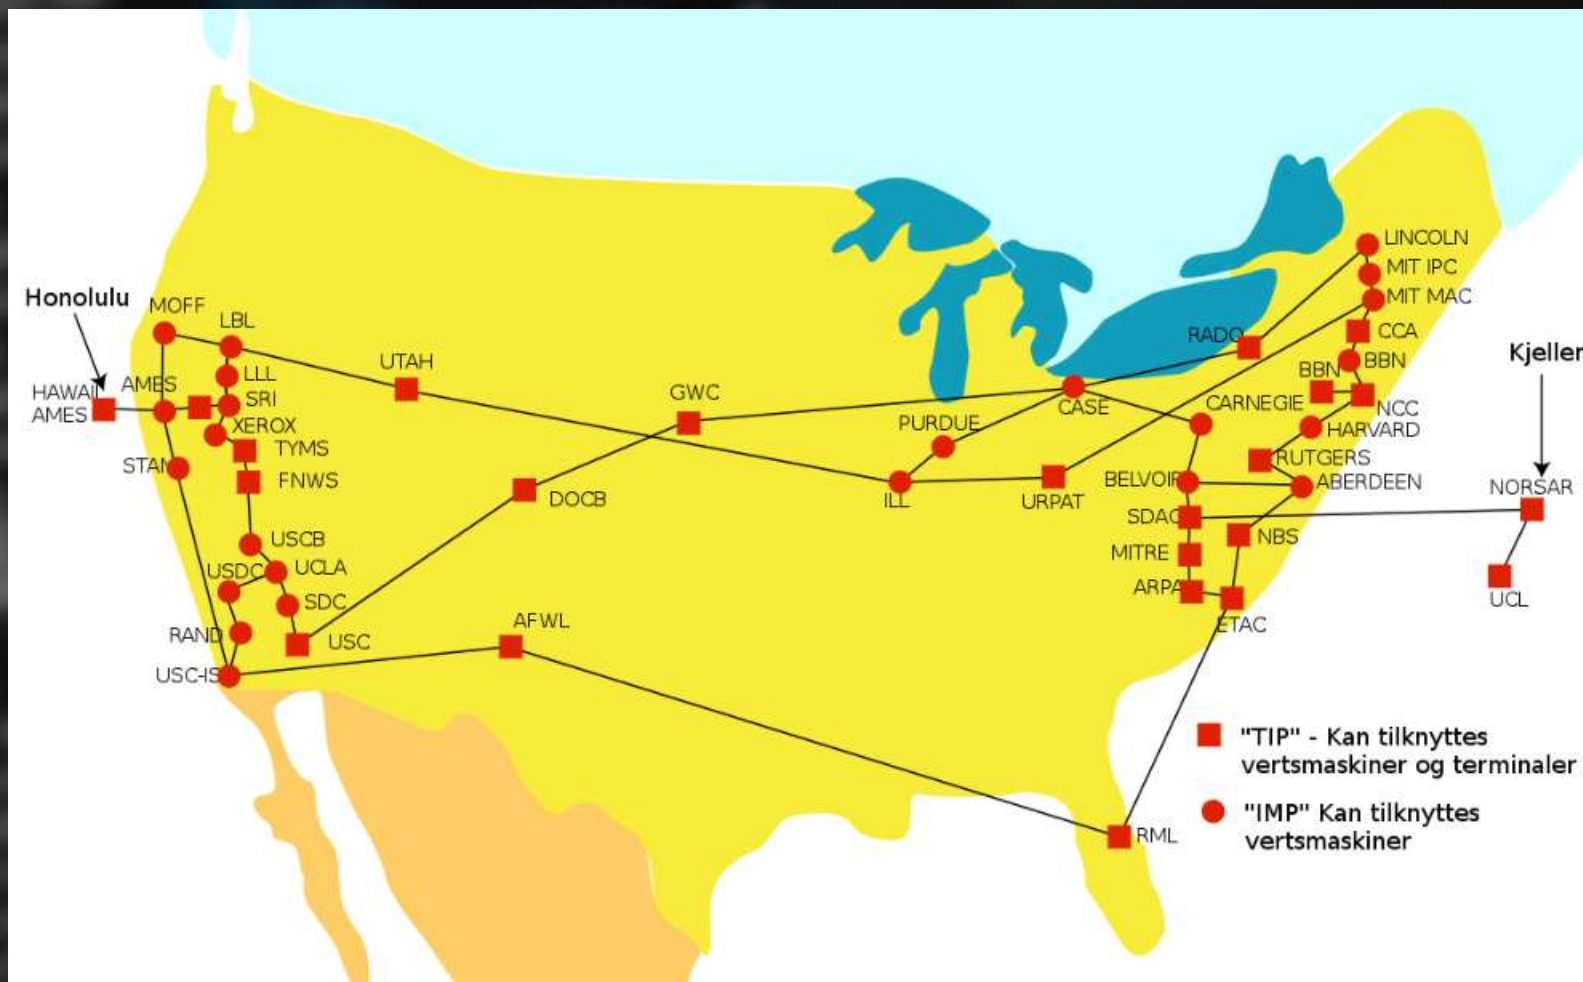 LINCOLN
MIT IPC
MIT MAC
Honolulu
MOFF
LBL
RADO
CCA
UTAH
BBN
Kjeller
LLL
AMES
BBN
HAWAII
AMES
GWC
SRI
CASE
CARNEGIE
NCC
XEROX
PURDUE
HARVARD
TYMS
STAN
RUTGERS
FNWS
BELVOIR
ABERDEEN
NORSAR
DOCB
ILL
URPAT
SDAC
USCB
NBS
MITRE
UCLA
USDC
ARPA
UCL
SDC
ETAC
AFWL
RAND
USC
USC-IS
"TIP" - Kan tilknyttes
vertsmaskiner og terminaler
"IMP" Kan tilknyttes
vertsmaskiner
RML